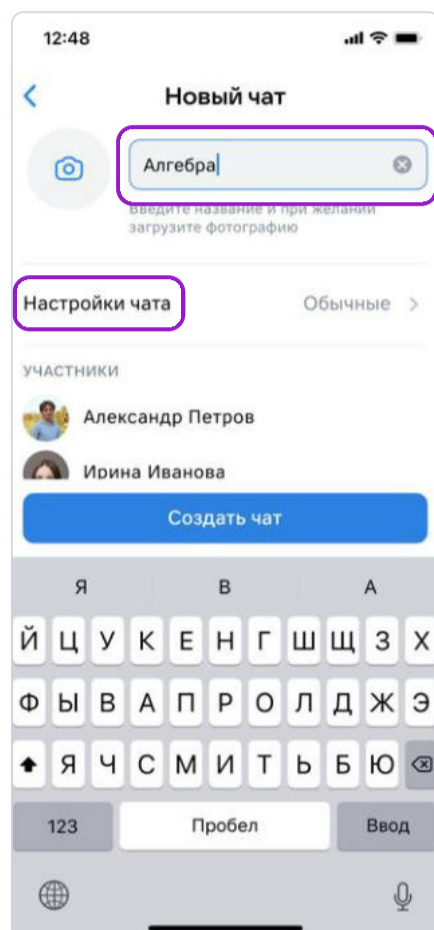 12:48
Новый чат
Алгебра
Введите название и при желании
загрузите фотографию
Настройки чата Обычные
УЧАСТНИКИ
Александр Петров
Ирина Иванова
Создать чат
Я В А
Й Ц У К Е Н Г Ш Щ З Х
Ф Ы В А П Р О Л Д Ж Э
Я Ч С М И Т Ь Б Ю
123 Пробел Ввод